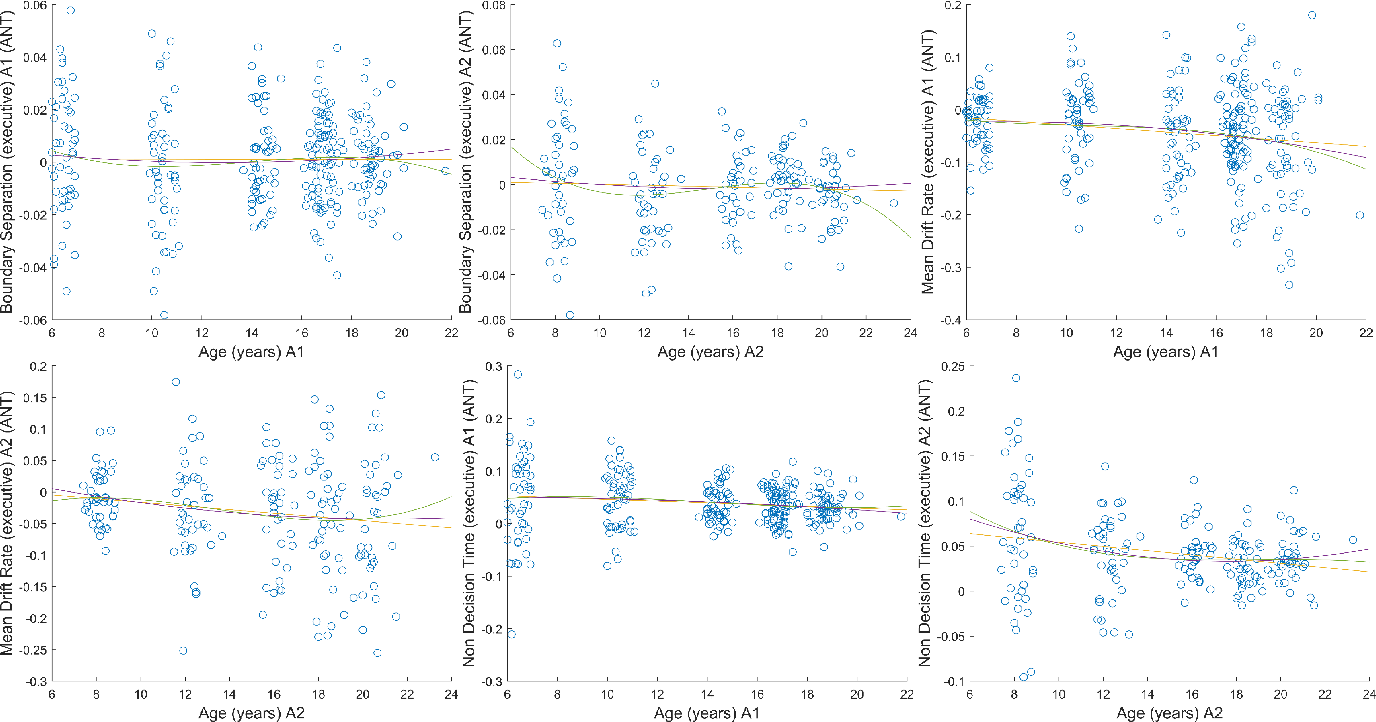 Boundary Separation (executive) A1 (ANT)
0.06
0.04
0.02
0
-0.02
-0.04
-0.06
6 8 10 12 14 16 18 20 22
Age (years) A1
Boundary Separation (executive) A2 (ANT)
0.08
0.06
0.04
0.02
0
-0.02
-0.04
-0.06
6 8 10 12 14 16 18 20 22 24
Age (years) A2
Mean Drift Rate (executive) A1 (ANT)
0.2
0.1
0
-0.1
-0.2
-0.3
-0.4
6 8 10 12 14 16 18 20 22
Age (years) A1
Mean Drift Rate (executive) A2 (ANT)
0.2
0.15
0.1
0.05
0
-0.05
-0.1
-0.15
-0.2
-0.25
-0.3
6 8 10 12 14 16 18 20 22 24
Age (years) A2
Non Decision Time (executive) A1 (ANT)
0.3
0.2
0.1
0
-0.1
-0.2
-0.3
6 8 10 12 14 16 18 20 22
Age (years) A1
Non Decision Time (executive) A2 (ANT)
0.25
0.2
0.15
0.1
0.05
0
-0.05
-0.1
6 8 10 12 14 16 18 20 22 24
Age (years) A2